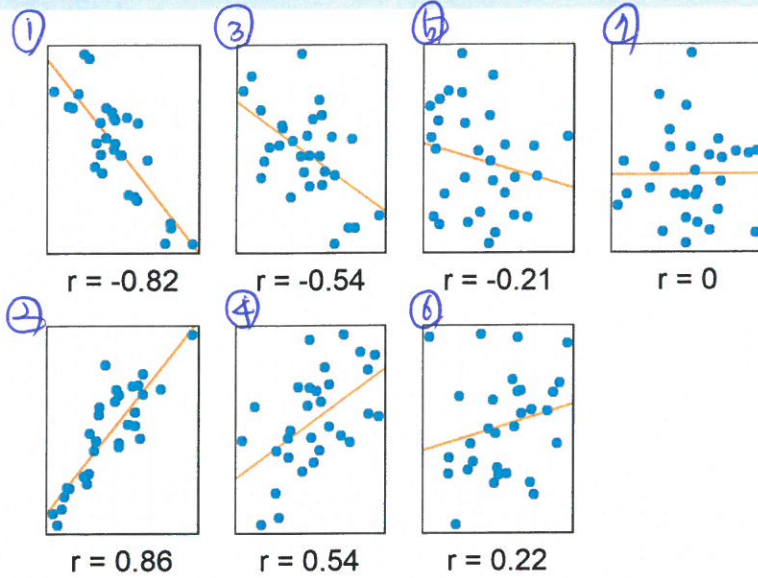 1 3 5 7
r = -0.82 r = -0.54 r = -0.21 r = 0
2 4 6
r = 0.86 r = 0.54 r = 0.22